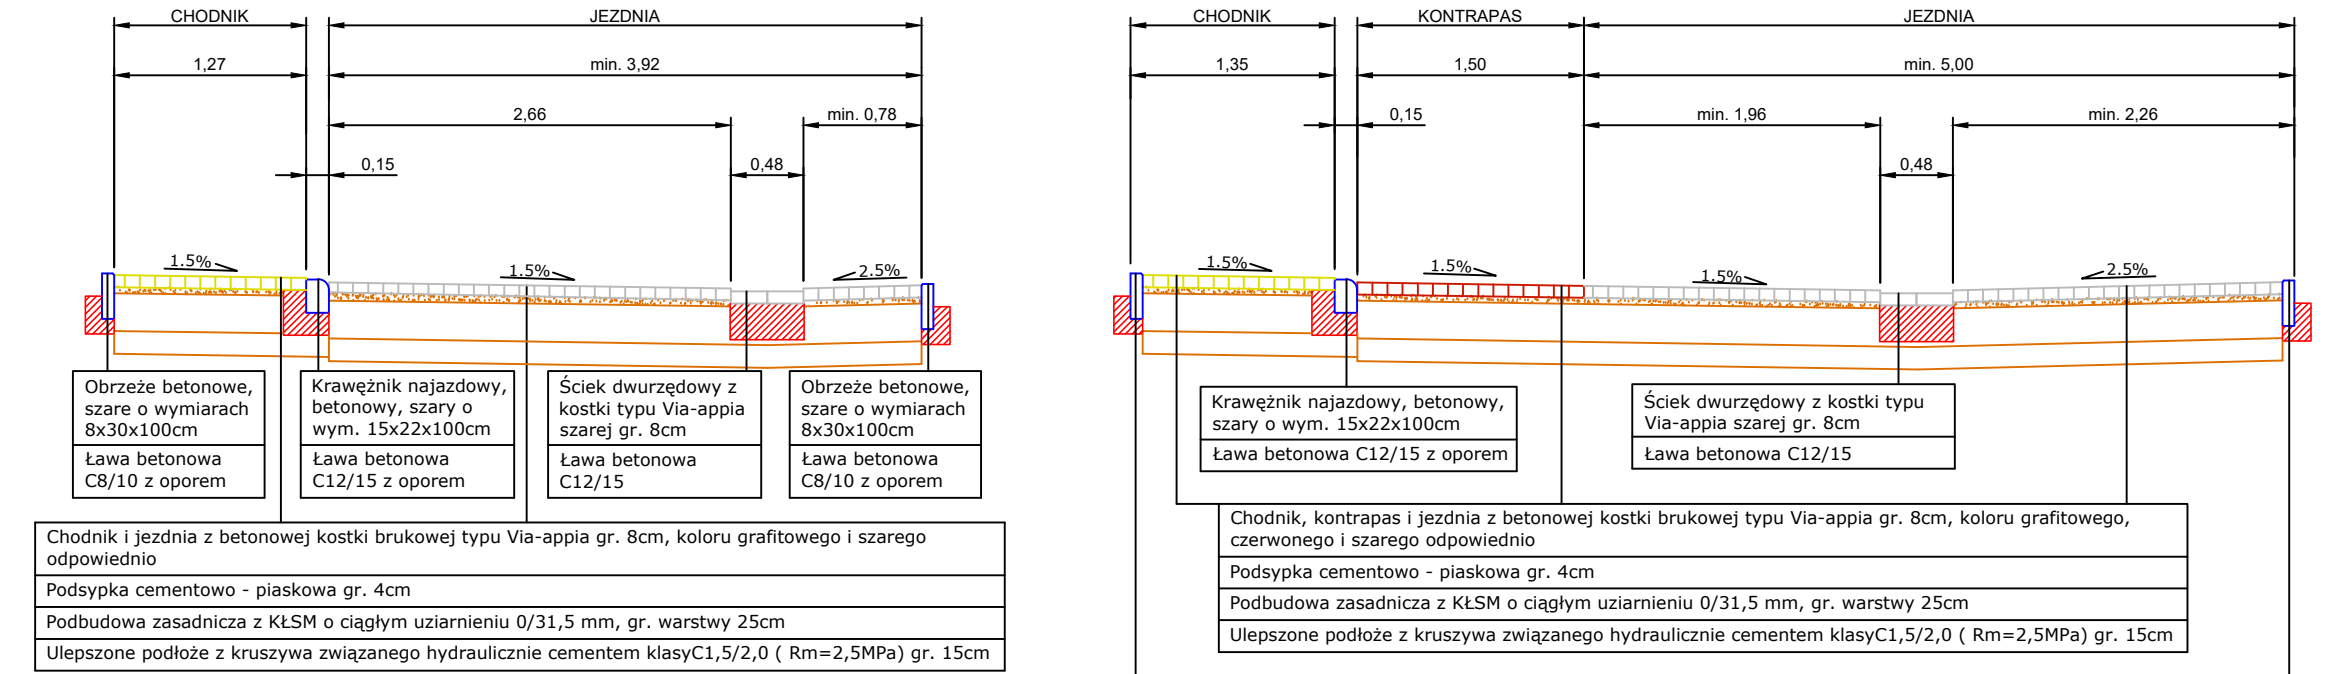 CHODNIK
JEZDNIA
1,27
min. 3,92
2,66
min. 0,78
0,15
0,48
1.5%
1.5%
2.5%
Obrzeże betonowe,
szare o wymiarach
8x30x100cm
Ława betonowa
C8/10 z oporem
Krawężnik najazdowy,
betonowy, szary o
wym. 15x22x100cm
Ława betonowa
C12/15 z oporem
Ściek dwurzędowy z
kostki typu Via-appia
szarej gr. 8cm
Ława betonowa
C12/15
Obrzeże betonowe,
szare o wymiarach
8x30x100cm
Ława betonowa
C8/10 z oporem
Chodnik i jezdnia z betonowej kostki brukowej typu Via-appia gr. 8cm, koloru grafitowego i szarego
odpowiednio
Podsypka cementowo - piaskowa gr. 4cm
Podbudowa zasadnicza z KŁSM o ciągłym uziarnieniu 0/31,5 mm, gr. warstwy 25cm
Ulepszone podłoże z kruszywa związanego hydraulicznie cementem klasyC1,5/2,0 ( Rm=2,5MPa) gr. 15cm
CHODNIK
KONTRAPAS
JEZDNIA
1,35
1,50
min. 5,00
0,15
min. 1,96
min. 2,26
0,48
1.5%
1.5%
1.5%
2.5%
Krawężnik najazdowy, betonowy,
szary o wym. 15x22x100cm
Ława betonowa C12/15 z oporem
Ściek dwurzędowy z kostki typu
Via-appia szarej gr. 8cm
Ława betonowa C12/15
Chodnik, kontrapas i jezdnia z betonowej kostki brukowej typu Via-appia gr. 8cm, koloru grafitowego,
czerwonego i szarego odpowiednio
Podsypka cementowo - piaskowa gr. 4cm
Podbudowa zasadnicza z KŁSM o ciągłym uziarnieniu 0/31,5 mm, gr. warstwy 25cm
Ulepszone podłoże z kruszywa związanego hydraulicznie cementem klasyC1,5/2,0 ( Rm=2,5MPa) gr. 15cm